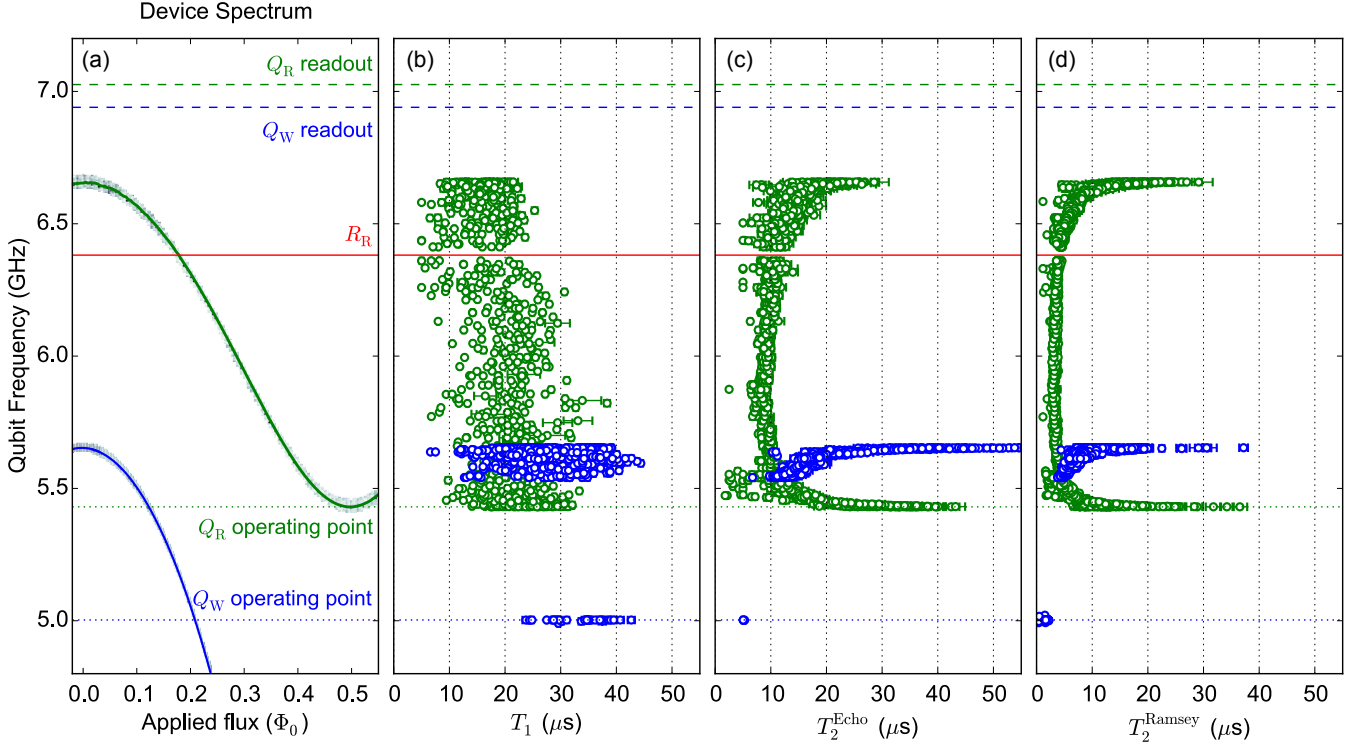 Device Spectrum
(a)
(b)
(c)
(d)
Q_R readout
Q_W readout
R_R
Q_R operating point
Q_W operating point
Qubit Frequency (GHz)
7.0
6.5
6.0
5.5
5.0
0.0 0.1 0.2 0.3 0.4 0.5
0 10 20 30 40 50
0 10 20 30 40 50
0 10 20 30 40 50
Applied flux (Φ_0)
T_1 (μs)
T_2^Echo (μs)
T_2^Ramsey (μs)